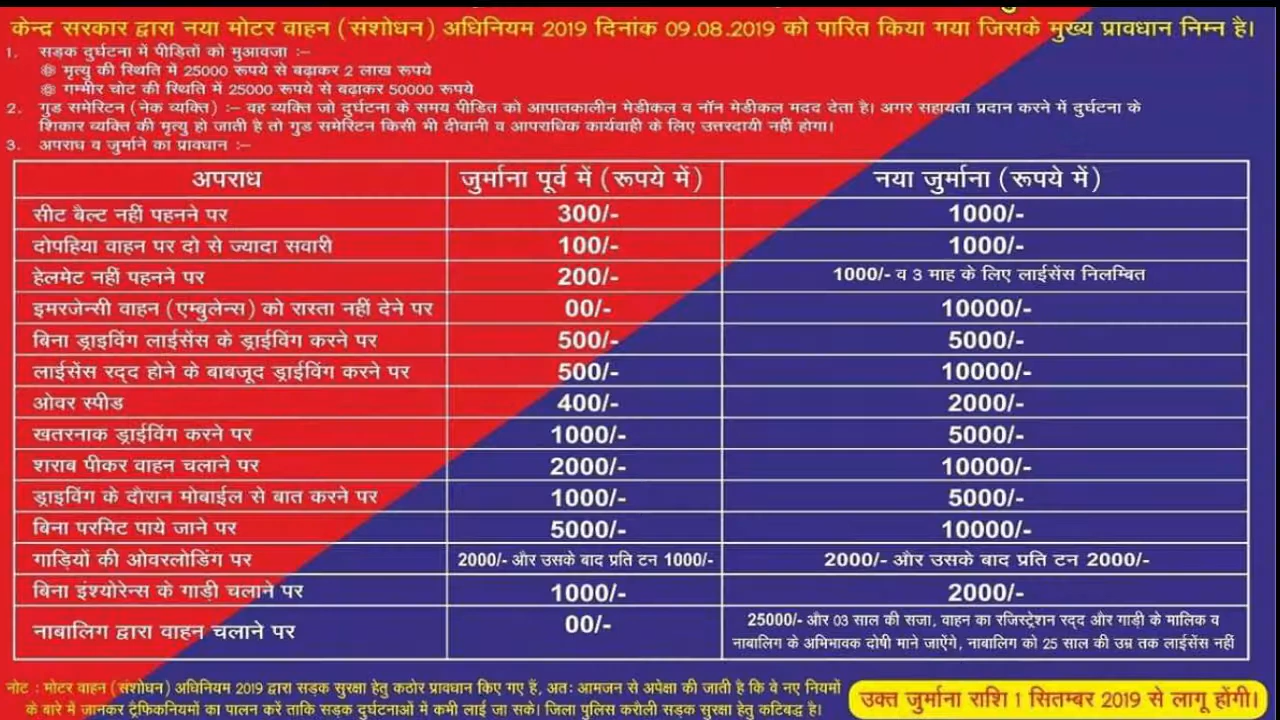 केन्द्र सरकार द्वारा नया मोटर वाहन (संशोधन) अधिनियम 2019 दिनांक 09.08.2019 को पारित किया गया जिसके मुख्य प्रावधान निम्न है।
1. सड़क दुर्घटना में पीड़ितों को मुआवजा :–
मृत्यु की स्थिति में 25000 रूपये से बढ़ाकर 2 लाख रूपये
गम्भीर चोट की स्थिति में 25000 रूपये से बढ़ाकर 50000 रूपये
2. गुड समेरिटन (नेक व्यक्ति) :– वह व्यक्ति जो दुर्घटना के समय पीडित को आपातकालीन मेडीकल व नॉन मेडीकल मदद देता है। अगर सहायता प्रदान करने में दुर्घटना के
शिकार व्यक्ति की मृत्यु हो जाती है तो गुड समेरिटन किसी भी दीवानी व आपराधिक कार्यवाही के लिए उत्तरदायी नहीं होगा।
3. अपराध व जुर्माने का प्रावधान :–
अपराध जुर्माना पूर्व में (रूपये में) नया जुर्माना (रूपये में)
सीट बैल्ट नहीं पहनने पर 300/- 1000/-
दोपहिया वाहन पर दो से ज्यादा सवारी 100/- 1000/-
हेलमेट नहीं पहनने पर 200/- 1000/- व 3 माह के लिए लाईसेंस निलम्बित
इमरजेन्सी वाहन (एम्बुलेन्स) को रास्ता नहीं देने पर 00/- 10000/-
बिना ड्राइविंग लाईसेंस के ड्राईविंग करने पर 500/- 5000/-
लाईसेंस रद्द होने के बाबजूद ड्राईविंग करने पर 500/- 10000/-
ओवर स्पीड 400/- 2000/-
खतरनाक ड्राईविंग करने पर 1000/- 5000/-
शराब पीकर वाहन चलाने पर 2000/- 10000/-
ड्राइविंग के दौरान मोबाईल से बात करने पर 1000/- 5000/-
बिना परमिट पाये जाने पर 5000/- 10000/-
गाड़ियों की ओवरलोडिंग पर 2000/- और उसके बाद प्रति टन 1000/- 2000/- और उसके बाद प्रति टन 2000/-
बिना इंश्योरेन्स के गाड़ी चलाने पर 1000/- 2000/-
नाबालिग द्वारा वाहन चलाने पर 00/- 25000/- और 03 साल की सजा, वाहन का रजिस्ट्रेशन रद्द और गाड़ी के मालिक व
नाबालिग के अभिभावक दोषी माने जाऐंगे, नाबालिग को 25 साल की उम्र तक लाईसेंस नहीं
नोट : मोटर वाहन (संशोधन) अधिनियम 2019 द्वारा सड़क सुरक्षा हेतु कठोर प्रावधान किए गए हैं, अतः आमजन से अपेक्षा की जाती है कि वे नए नियमों
के बारे में जानकर ट्रैफिकनियमों का पालन करें ताकि सड़क दुर्घटनाओं में कमी लाई जा सके। जिला पुलिस करौली सड़क सुरक्षा हेतु कटिबद्ध है।
उक्त जुर्माना राशि 1 सितम्बर 2019 से लागू होंगी।